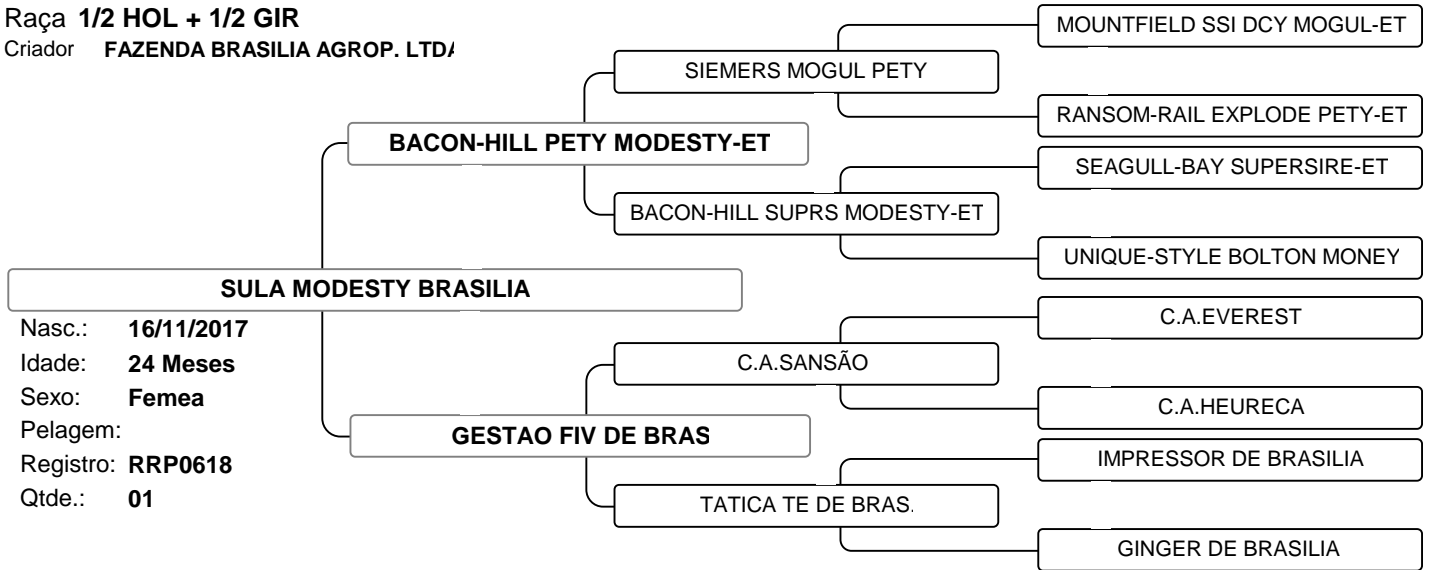 Raça 1/2 HOL + 1/2 GIR
Criador FAZENDA BRASILIA AGROP. LTDA
MOUNTFIELD SSI DCY MOGUL-ET
SIEMERS MOGUL PETY
RANSOM-RAIL EXPLODE PETY-ET
BACON-HILL PETY MODESTY-ET
SEAGULL-BAY SUPERSIRE-ET
BACON-HILL SUPRS MODESTY-ET
UNIQUE-STYLE BOLTON MONEY
SULA MODESTY BRASILIA
Nasc.: 16/11/2017
Idade: 24 Meses
Sexo: Femea
Pelagem:
Registro: RRP0618
Qtde.: 01
C.A.EVEREST
C.A.SANSÃO
C.A.HEURECA
GESTAO FIV DE BRAS
IMPRESSOR DE BRASILIA
TATICA TE DE BRAS.
GINGER DE BRASILIA